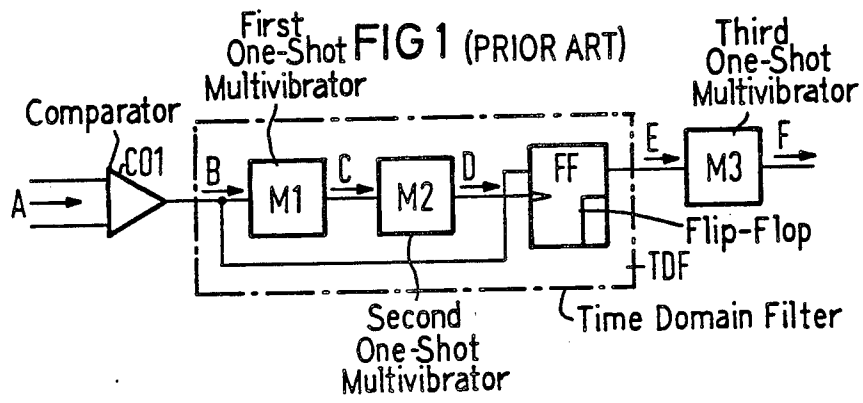 FIG 1 (PRIOR ART)
First
One-Shot
Multivibrator
Third
One-Shot
Multivibrator
Comparator
CO1
A
B
M1
C
M2
D
FF
E
M3
F
Flip-Flop
TDF
Time Domain Filter
Second
One-Shot
Multivibrator